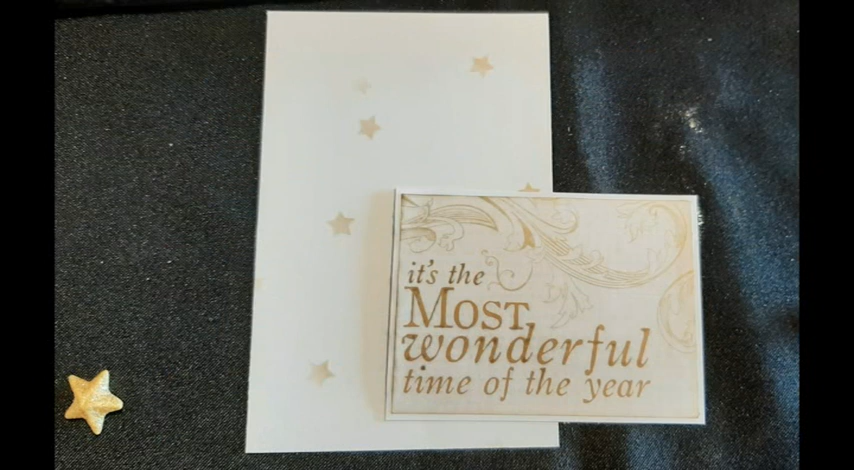 it's the
Most
wonderful
time of the year